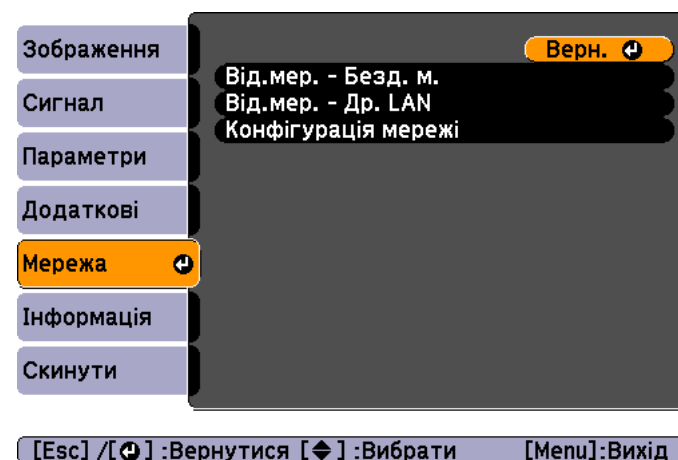 Зображення
Сигнал
Параметри
Додаткові
Мережа
Інформація
Скинути
Верн.
Від.мер. - Безд. м.
Від.мер. - Др. LAN
Конфігурація мережі
[Esc] /[ ] :Вернутися [ ] :Вибрати [Menu]:Вихід